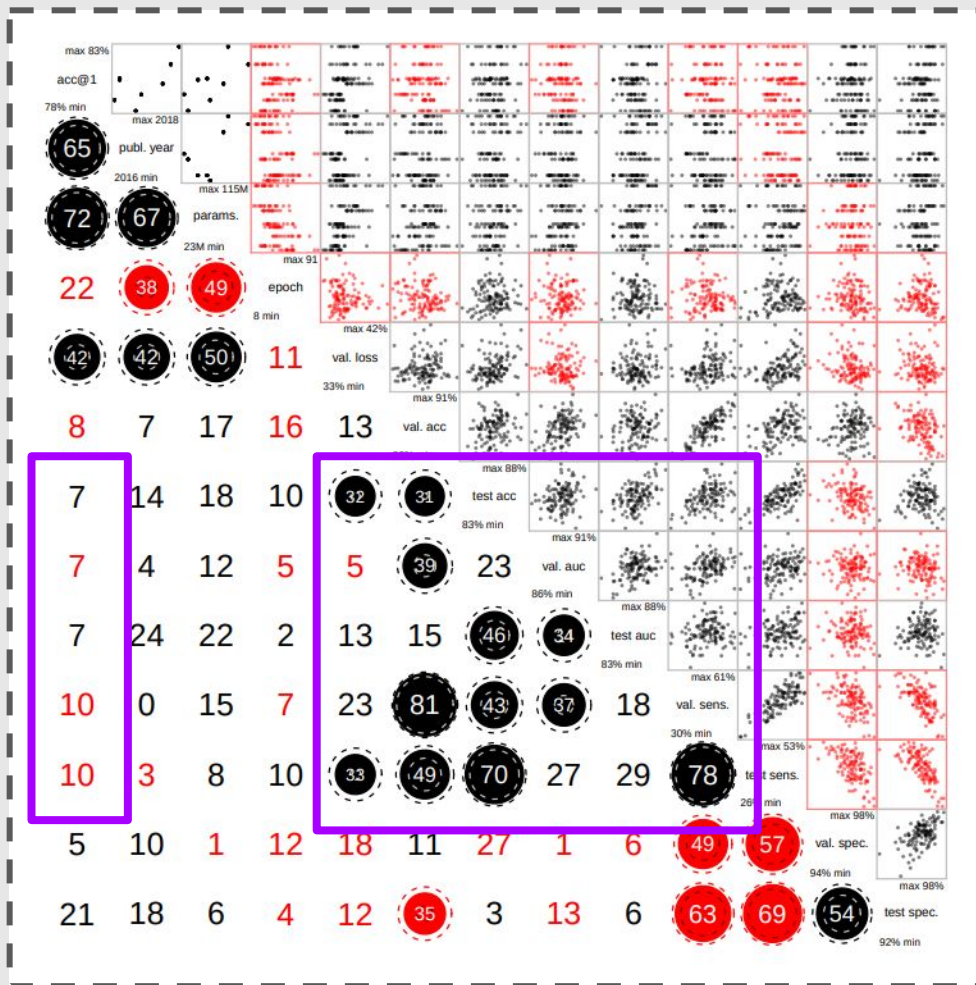 max 83%
acc@1
78% min
max 2018
65 publ. year
2016 min
max 115M
72 67 params.
23M min
max 91
22 38 49 epoch
8 min
max 42%
42 42 50 11 val. loss
33% min
max 91%
8 7 17 16 13 val. acc
max 88%
7 14 18 10 32 31 test acc
83% min
max 91%
7 4 12 5 5 39 23 val. auc
86% min
max 88%
7 24 22 2 13 15 46 34 test auc
83% min
max 61%
10 0 15 7 23 81 43 37 18 val. sens.
30% min
max 53%
10 3 8 10 33 49 70 27 29 78 test sens.
26% min
max 98%
5 10 1 12 18 11 27 1 6 49 57 val. spec.
94% min
max 98%
21 18 6 4 12 35 3 13 6 63 69 54 test spec.
92% min